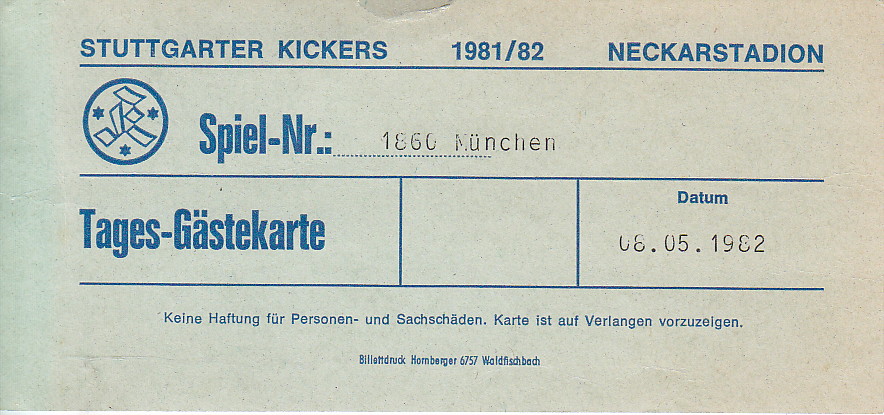 STUTTGARTER KICKERS 1981/82 NECKARSTADION
Spiel-Nr.: 1860 München
Datum
Tages-Gästekarte
08.05.1982
Keine Haftung für Personen- und Sachschäden. Karte ist auf Verlangen vorzuzeigen.
Billettdruck Hornberger 6757 Waldfischbach